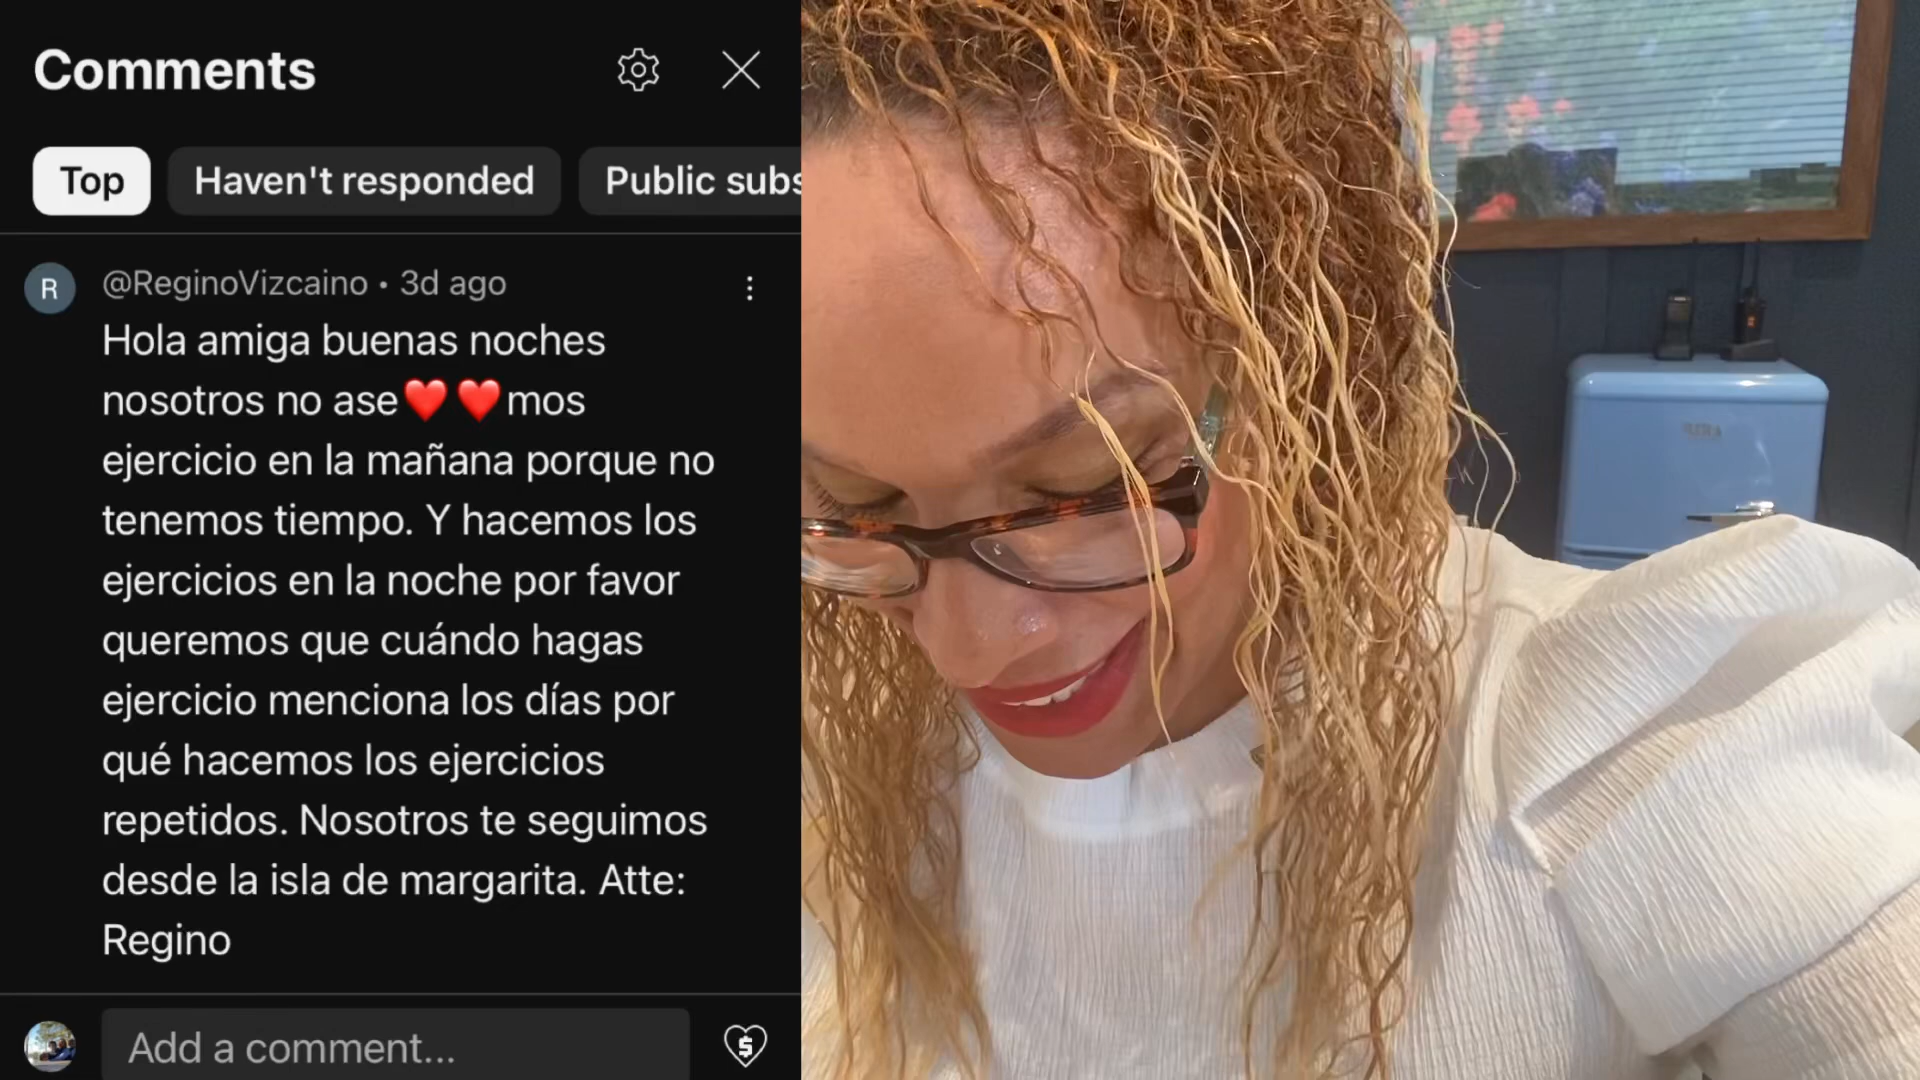 Comments
Top
Haven't responded
Public subs
R
@ReginoVizcaino • 3d ago
Hola amiga buenas noches
nosotros no ase❤️❤️mos
ejercicio en la mañana porque no
tenemos tiempo. Y hacemos los
ejercicios en la noche por favor
queremos que cuándo hagas
ejercicio menciona los días por
qué hacemos los ejercicios
repetidos. Nosotros te seguimos
desde la isla de margarita. Atte:
Regino
Add a comment...
$